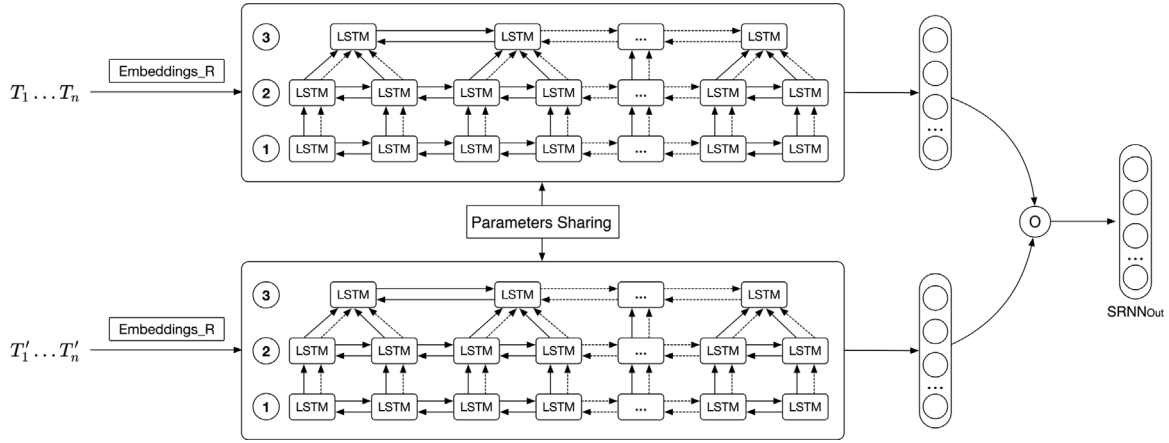 3 LSTM LSTM ... LSTM
Embeddings_R
T₁ … Tₙ
2 LSTM LSTM LSTM LSTM ... LSTM LSTM
...
1 LSTM LSTM LSTM LSTM ... LSTM LSTM
Parameters Sharing
O
...
SRNNOut
3 LSTM LSTM ... LSTM
Embeddings_R
T′₁ … T′ₙ
2 LSTM LSTM LSTM LSTM ... LSTM LSTM
...
1 LSTM LSTM LSTM LSTM ... LSTM LSTM